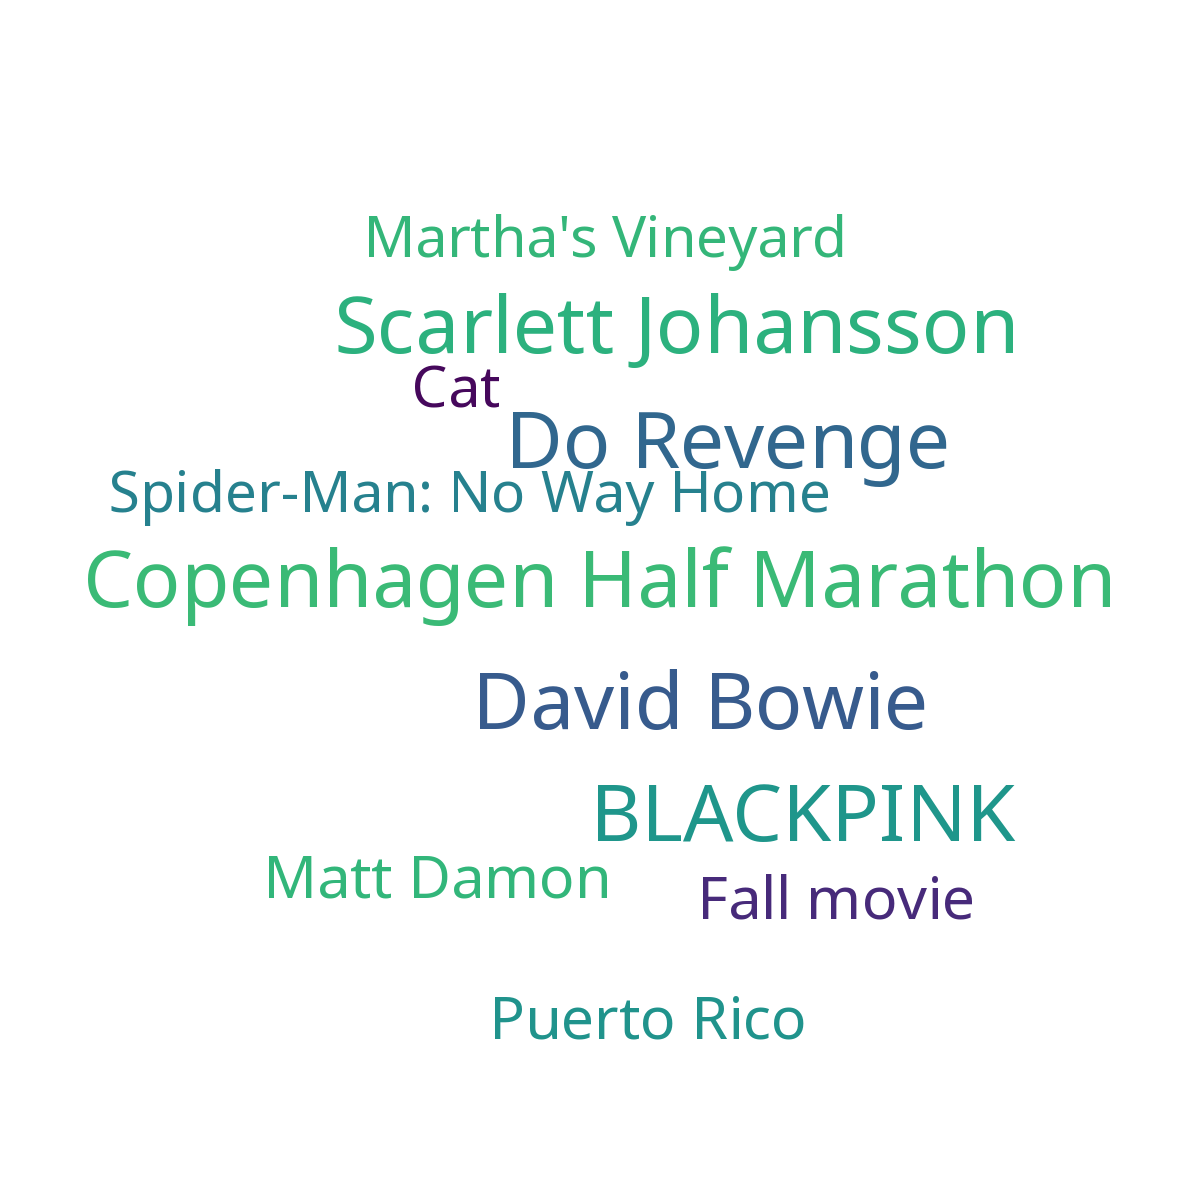 Martha's Vineyard
Scarlett Johansson
Cat
Do Revenge
Spider-Man: No Way Home
Copenhagen Half Marathon
David Bowie
BLACKPINK
Matt Damon
Fall movie
Puerto Rico